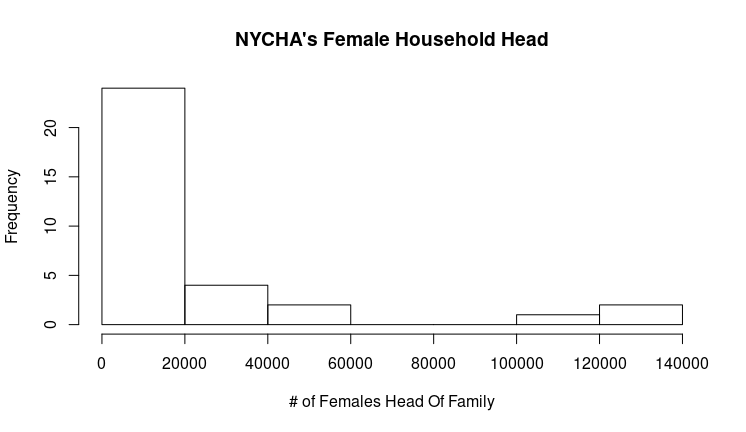 NYCHA's Female Household Head
Frequency
20
15
10
5
0
0 20000 40000 60000 80000 100000 120000 140000
# of Females Head Of Family